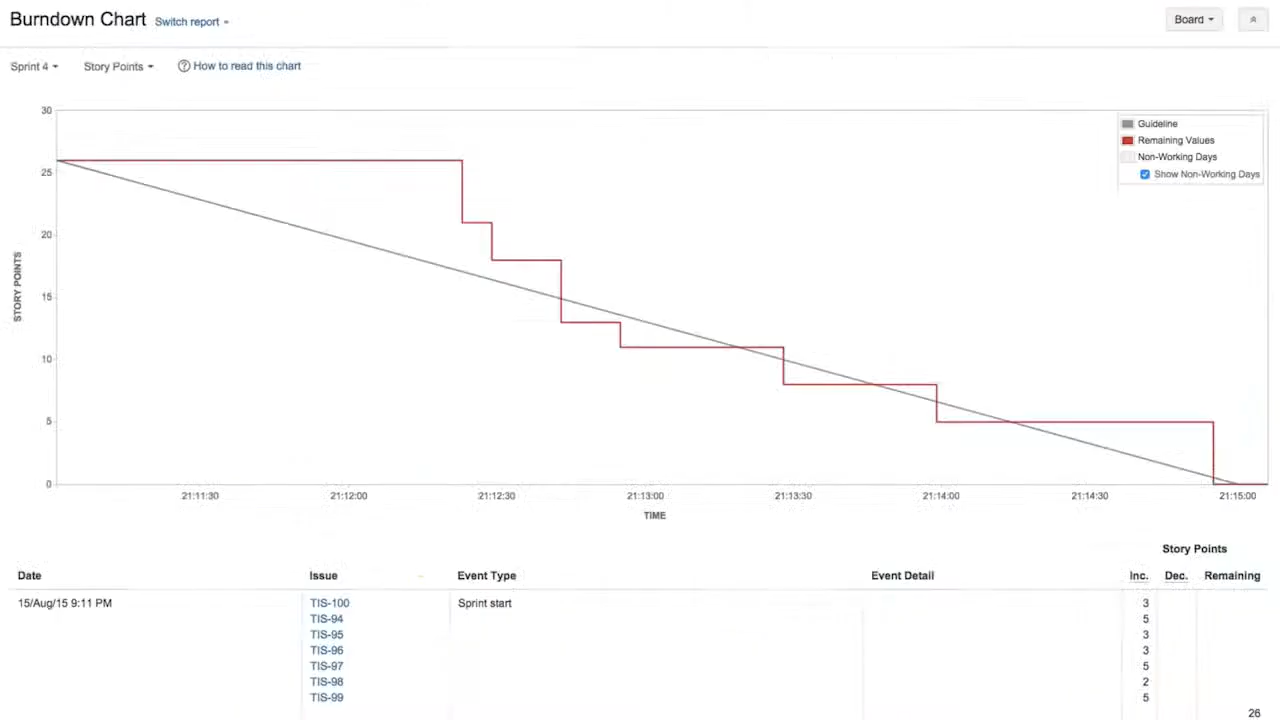 Burndown Chart Switch report
Board
Sprint 4 Story Points ? How to read this chart
30
25
20
15
10
5
0
STORY POINTS
Guideline
Remaining Values
Non-Working Days
Show Non-Working Days
21:11:30 21:12:00 21:12:30 21:13:00 21:13:30 21:14:00 21:14:30 21:15:00
TIME
Story Points
Date Issue Event Type Event Detail Inc. Dec. Remaining
15/Aug/15 9:11 PM TIS-100 Sprint start 3
TIS-94 5
TIS-95 3
TIS-96 3
TIS-97 5
TIS-98 2
TIS-99 5
26